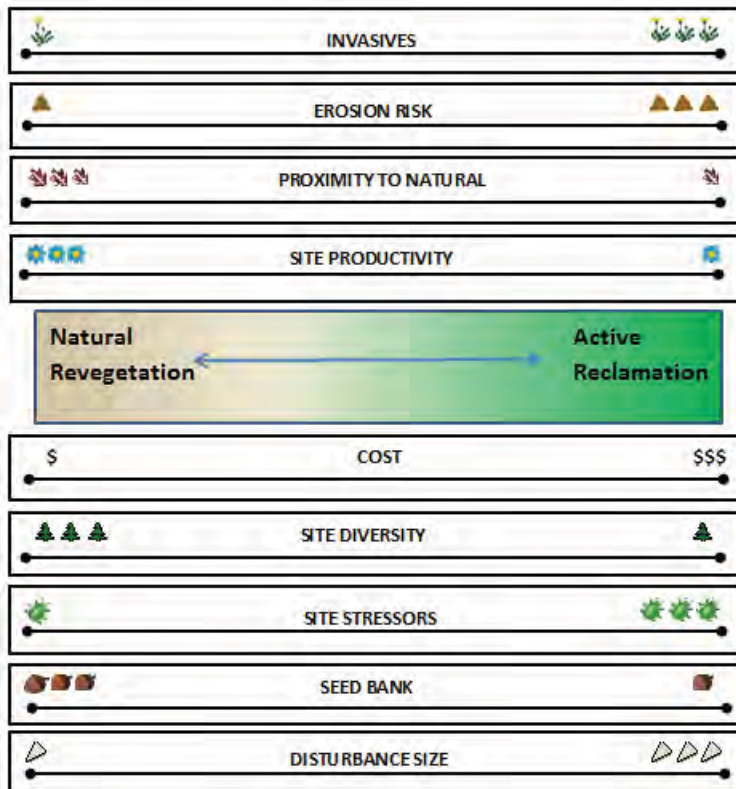 INVASIVES
EROSION RISK
PROXIMITY TO NATURAL
SITE PRODUCTIVITY
Natural Active
Revegetation Reclamation
$ COST $$$
SITE DIVERSITY
SITE STRESSORS
SEED BANK
DISTURBANCE SIZE